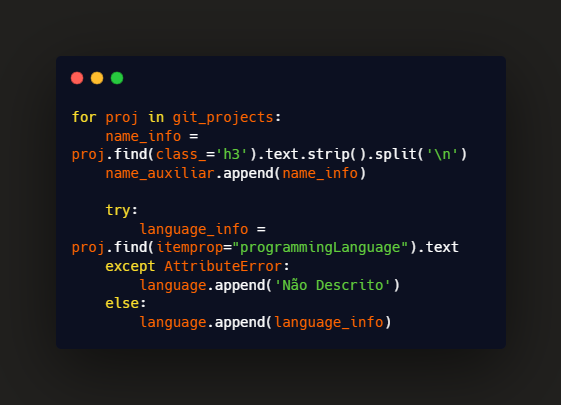 for proj in git_projects:
    name_info =
proj.find(class_='h3').text.strip().split('\n')
    name_auxiliar.append(name_info)

    try:
        language_info =
proj.find(itemprop="programmingLanguage").text
    except AttributeError:
        language.append('Não Descrito')
    else:
        language.append(language_info)